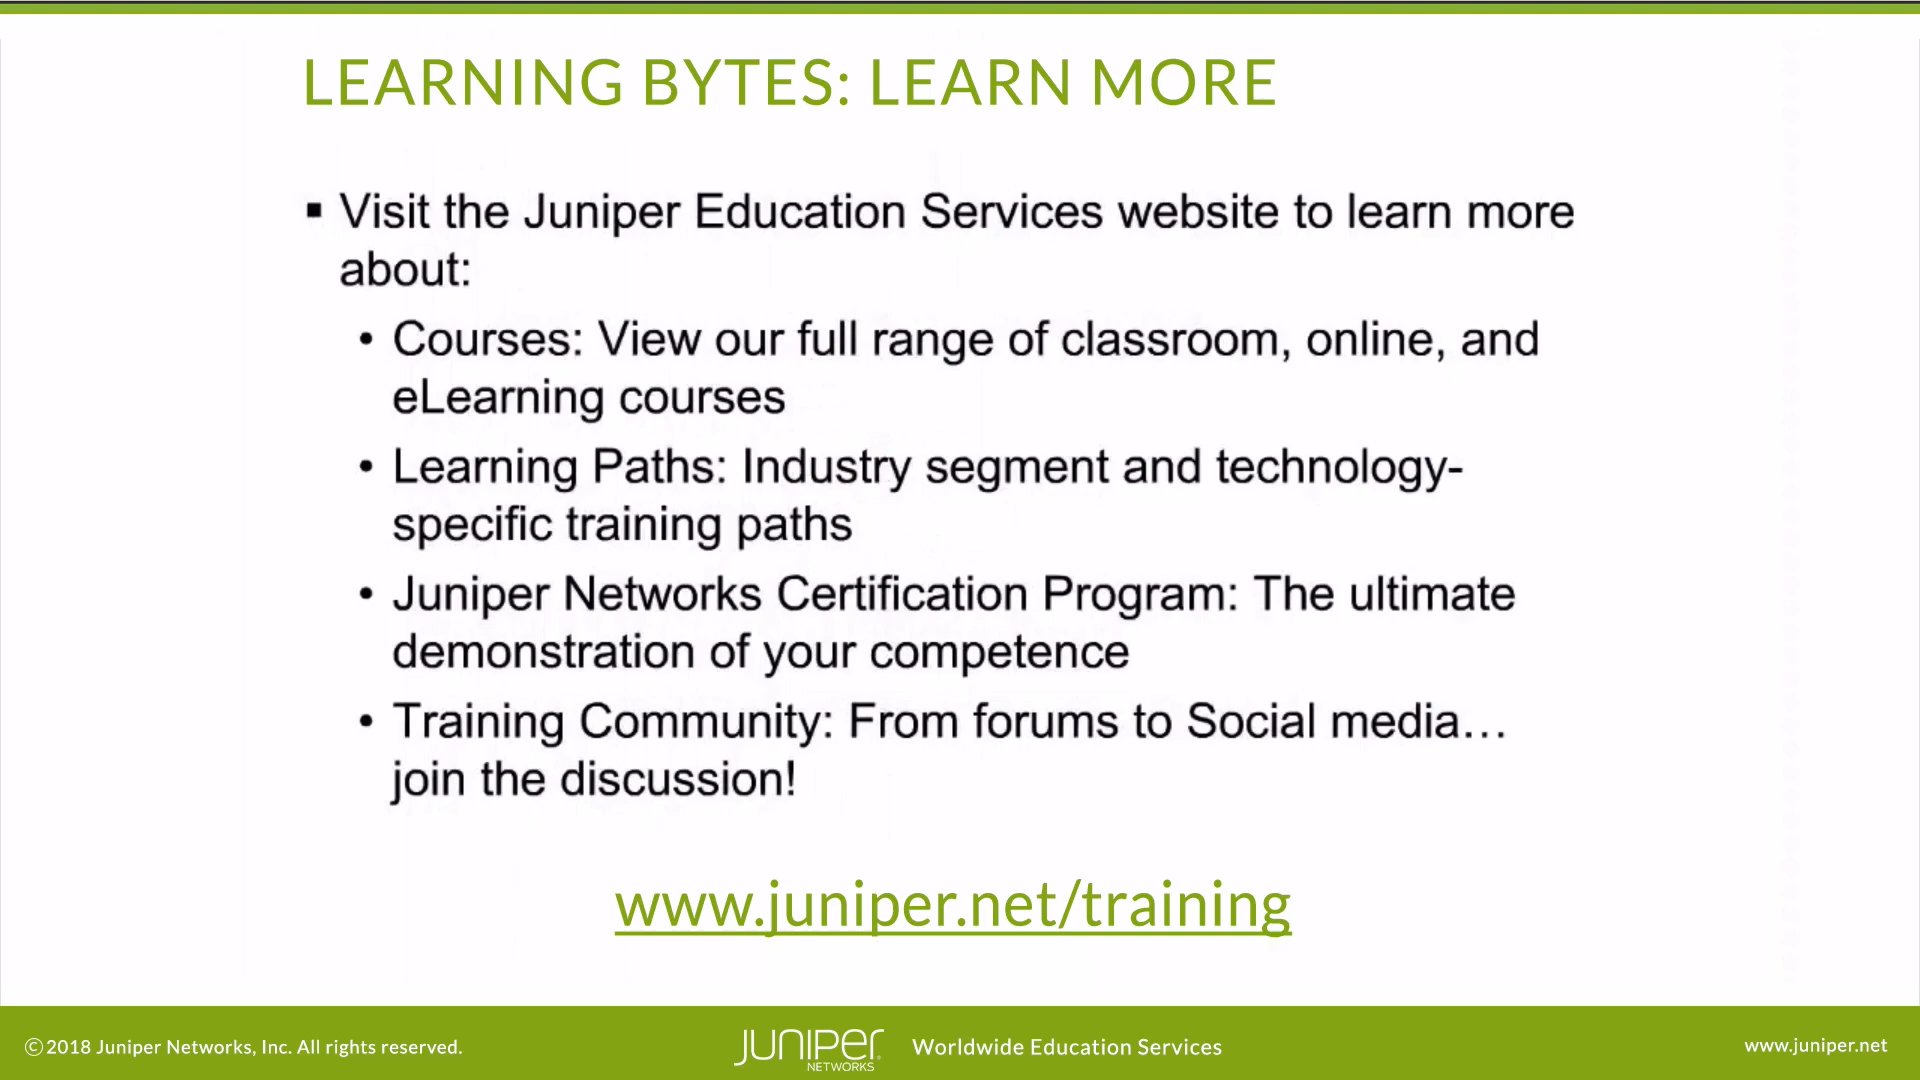 LEARNING BYTES: LEARN MORE
▪ Visit the Juniper Education Services website to learn more
about:
• Courses: View our full range of classroom, online, and
eLearning courses
• Learning Paths: Industry segment and technology-
specific training paths
• Juniper Networks Certification Program: The ultimate
demonstration of your competence
• Training Community: From forums to Social media…
join the discussion!
www.juniper.net/training
©2018 Juniper Networks, Inc. All rights reserved.
JUNIPER
NETWORKS
Worldwide Education Services
www.juniper.net